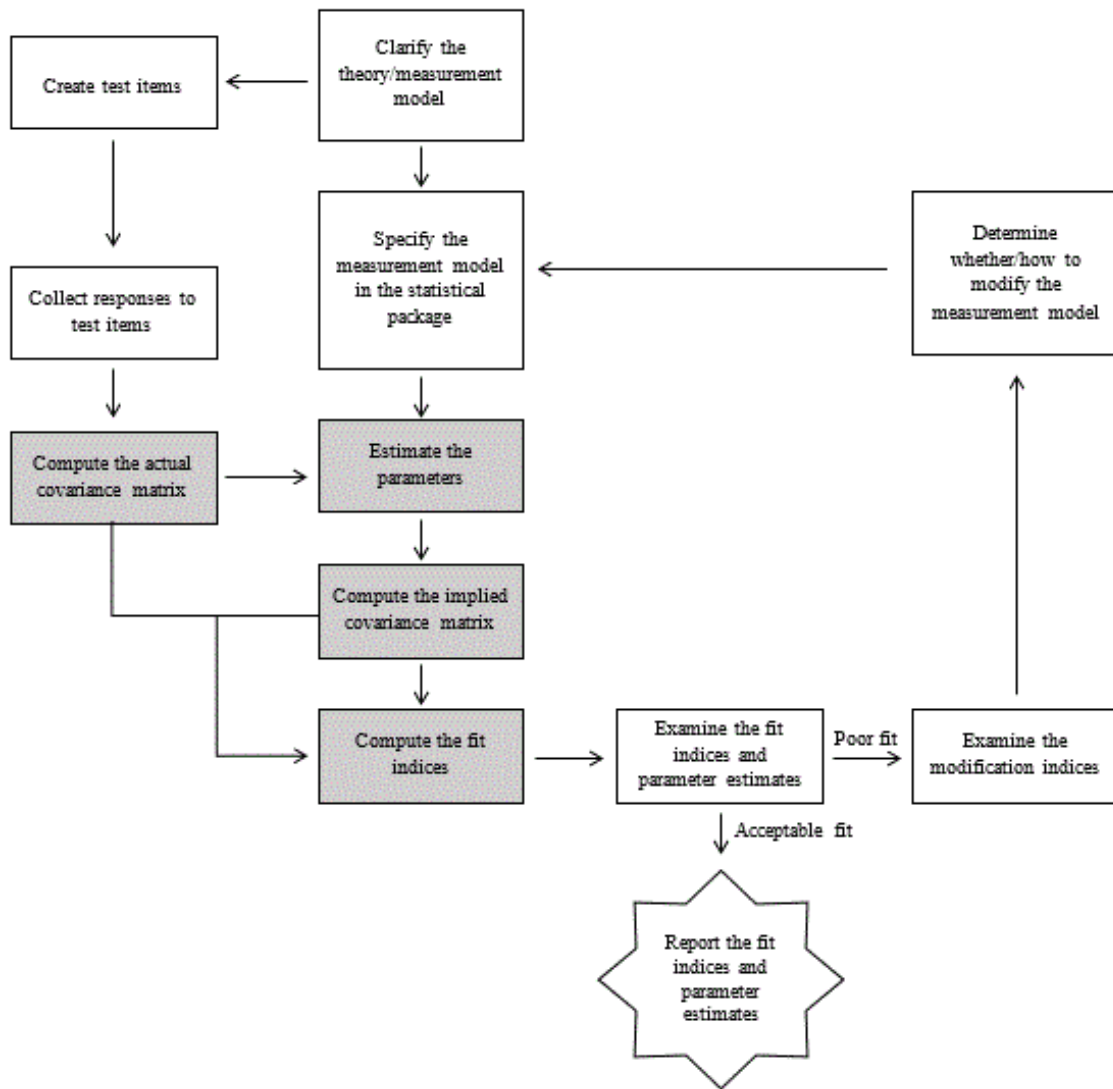 Clarify the
theory/measurement
model
Create test items
Specify the
measurement model
in the statistical
package
Determine
whether/how to
modify the
measurement model
Collect responses to
test items
Compute the actual
covariance matrix
Estimate the
parameters
Compute the implied
covariance matrix
Compute the fit
indices
Examine the fit
indices and
parameter estimates
Poor fit
Examine the
modification indices
Acceptable fit
Report the fit
indices and
parameter
estimates